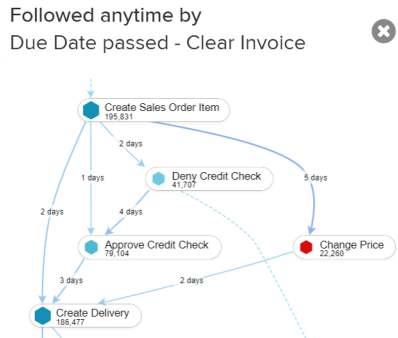 Followed anytime by
Due Date passed - Clear Invoice
Create Sales Order Item
195,831
2 days
Deny Credit Check
41,707
1 days
5 days
2 days
4 days
Approve Credit Check
79,104
Change Price
22,260
3 days
2 days
Create Delivery
186,477